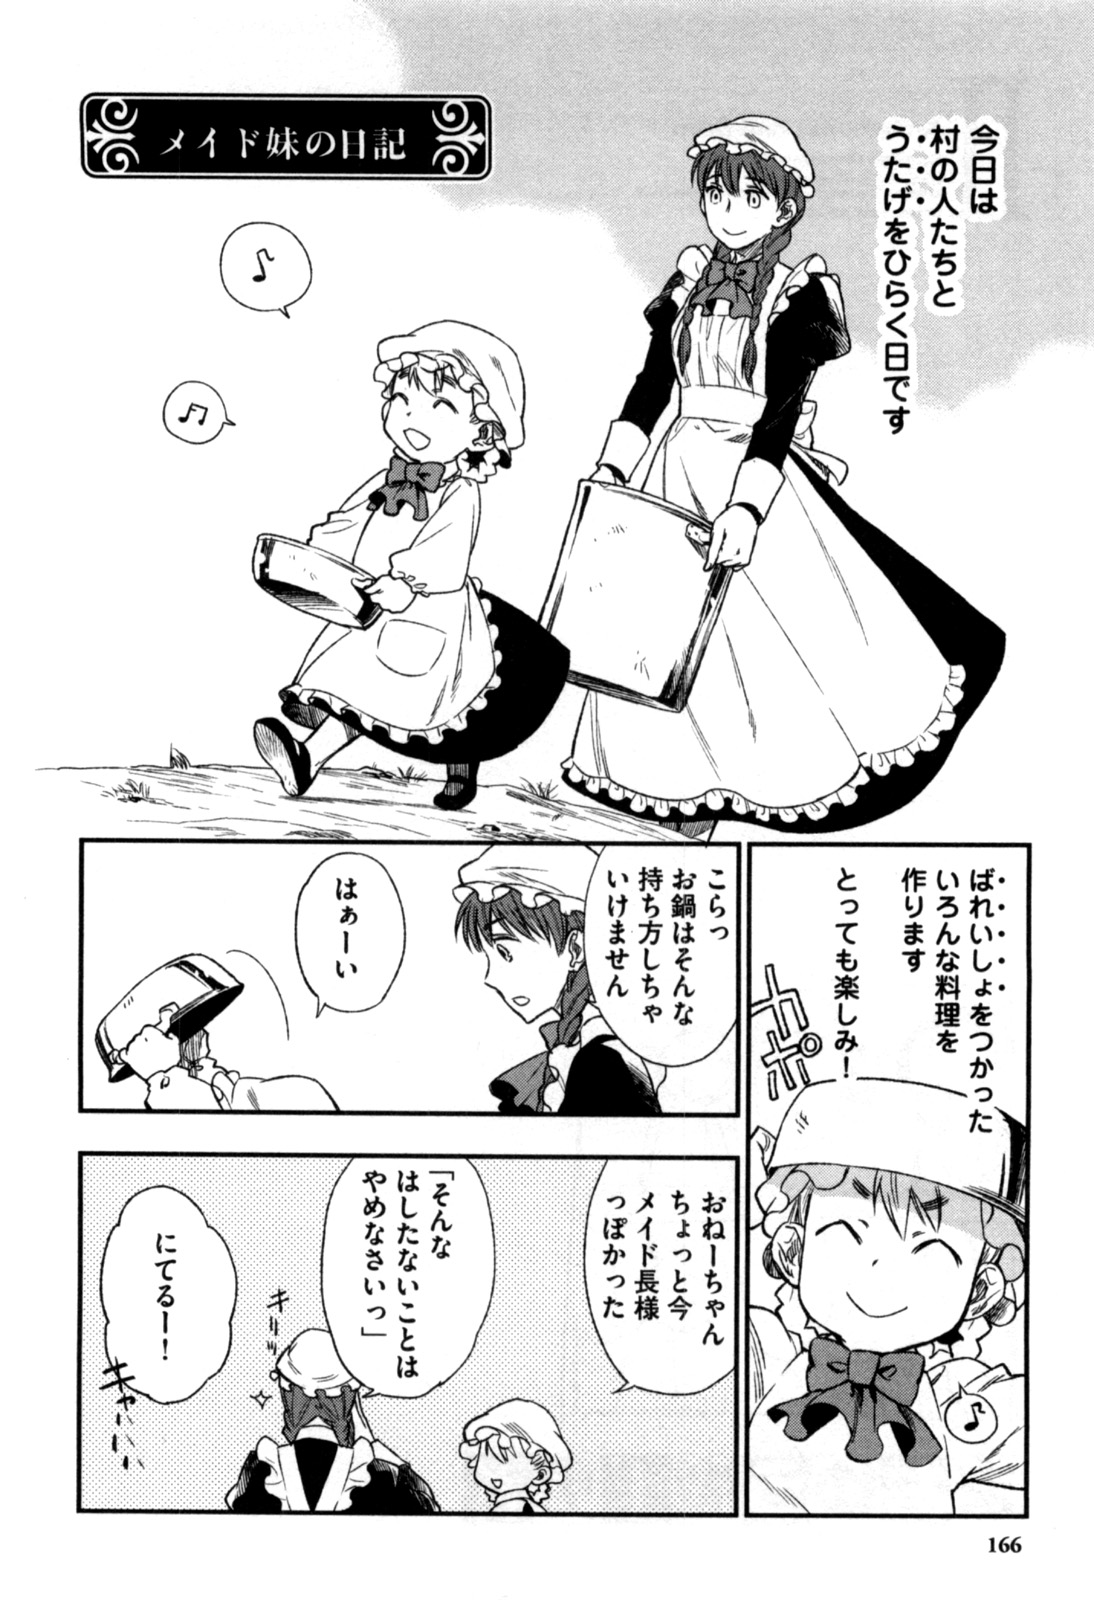 メイド妹の日記
今日は
村の人たちと
うたげをひらく日です
ばれいしょをつかった
いろんな料理を
作ります
とっても楽しみ!
こらっ
お鍋はそんな
持ち方しちゃ
いけません
はぁーい
おねーちゃん
ちょっと今
メイド長様
っぽかった
「そんな
はしたないことは
やめなさいっ」
キリッ
にてるー!
キャハハ
166